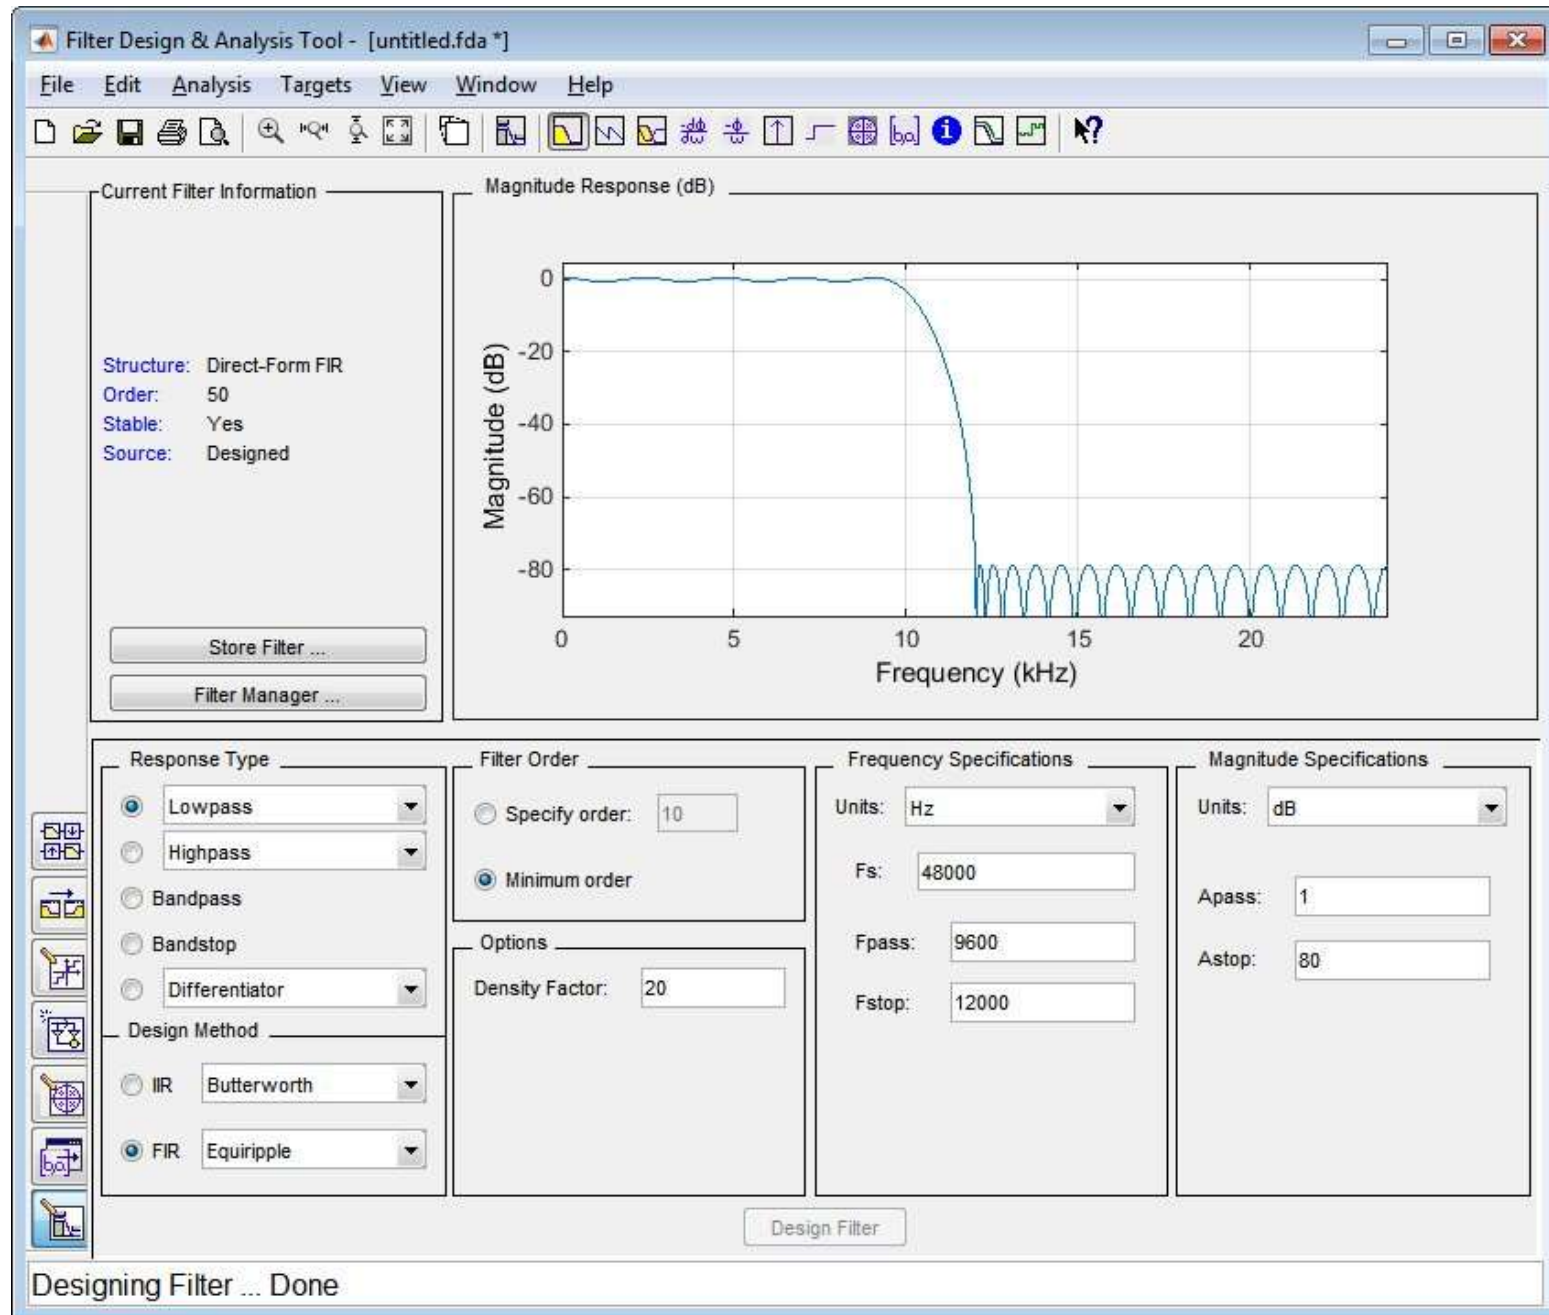 Filter Design & Analysis Tool - [untitled.fda *]
File Edit Analysis Targets View Window Help
Current Filter Information
Structure: Direct-Form FIR
Order: 50
Stable: Yes
Source: Designed
Store Filter ...
Filter Manager ...
Magnitude Response (dB)
Magnitude (dB)
0
-20
-40
-60
-80
0 5 10 15 20
Frequency (kHz)
Response Type
Lowpass
Highpass
Bandpass
Bandstop
Differentiator
Design Method
IIR Butterworth
FIR Equiripple
Filter Order
Specify order: 10
Minimum order
Options
Density Factor: 20
Frequency Specifications
Units: Hz
Fs: 48000
Fpass: 9600
Fstop: 12000
Magnitude Specifications
Units: dB
Apass: 1
Astop: 80
Design Filter
Designing Filter ... Done